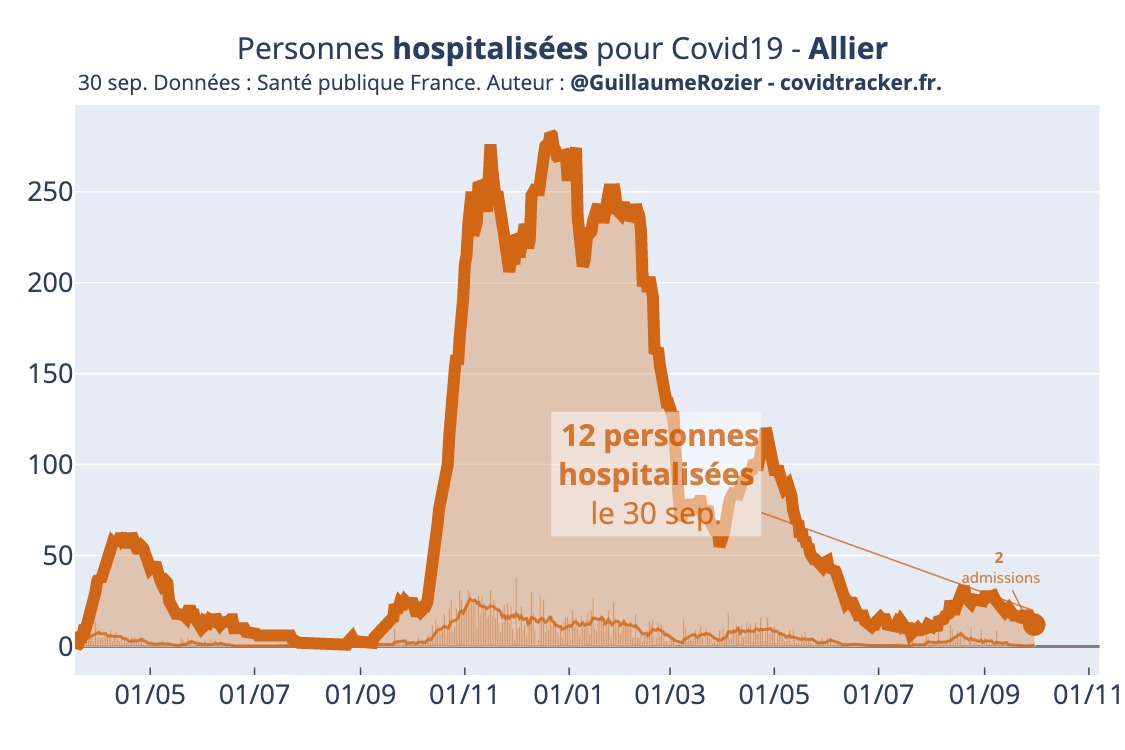 Personnes hospitalisées pour Covid19 - Allier
30 sep. Données : Santé publique France. Auteur : @GuillaumeRozier - covidtracker.fr.
250
200
150
100
50
0
12 personnes
hospitalisées
le 30 sep.
2
admissions
01/05 01/07 01/09 01/11 01/01 01/03 01/05 01/07 01/09 01/11